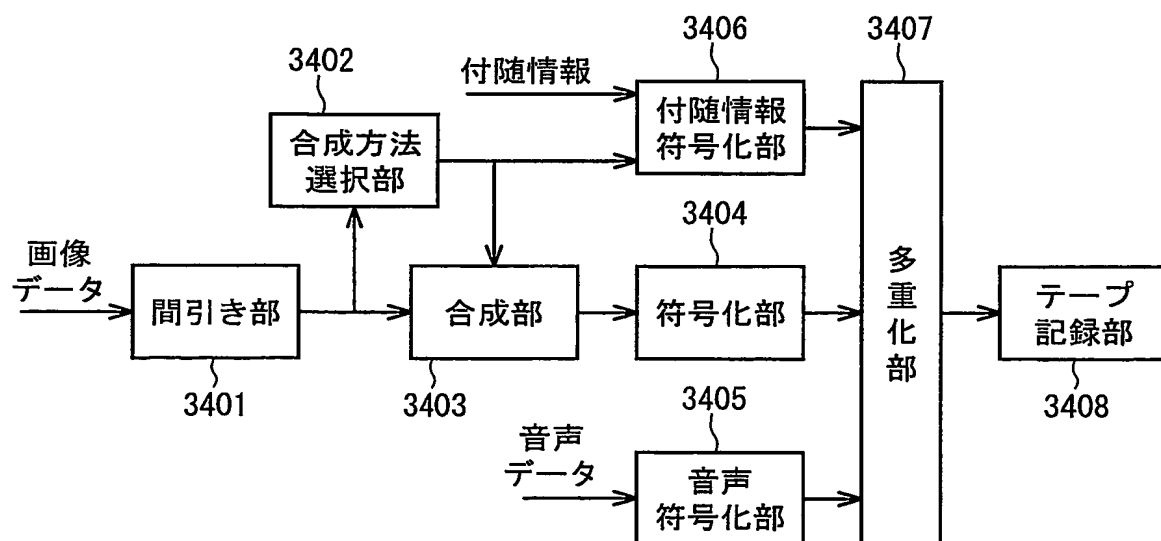 3406
3407
3402
付随情報
付随情報
符号化部
合成方法
選択部
3404
画像
データ
間引き部
合成部
符号化部
多重化部
テープ
記録部
3401
3403
3405
3408
音声
データ
音声
符号化部